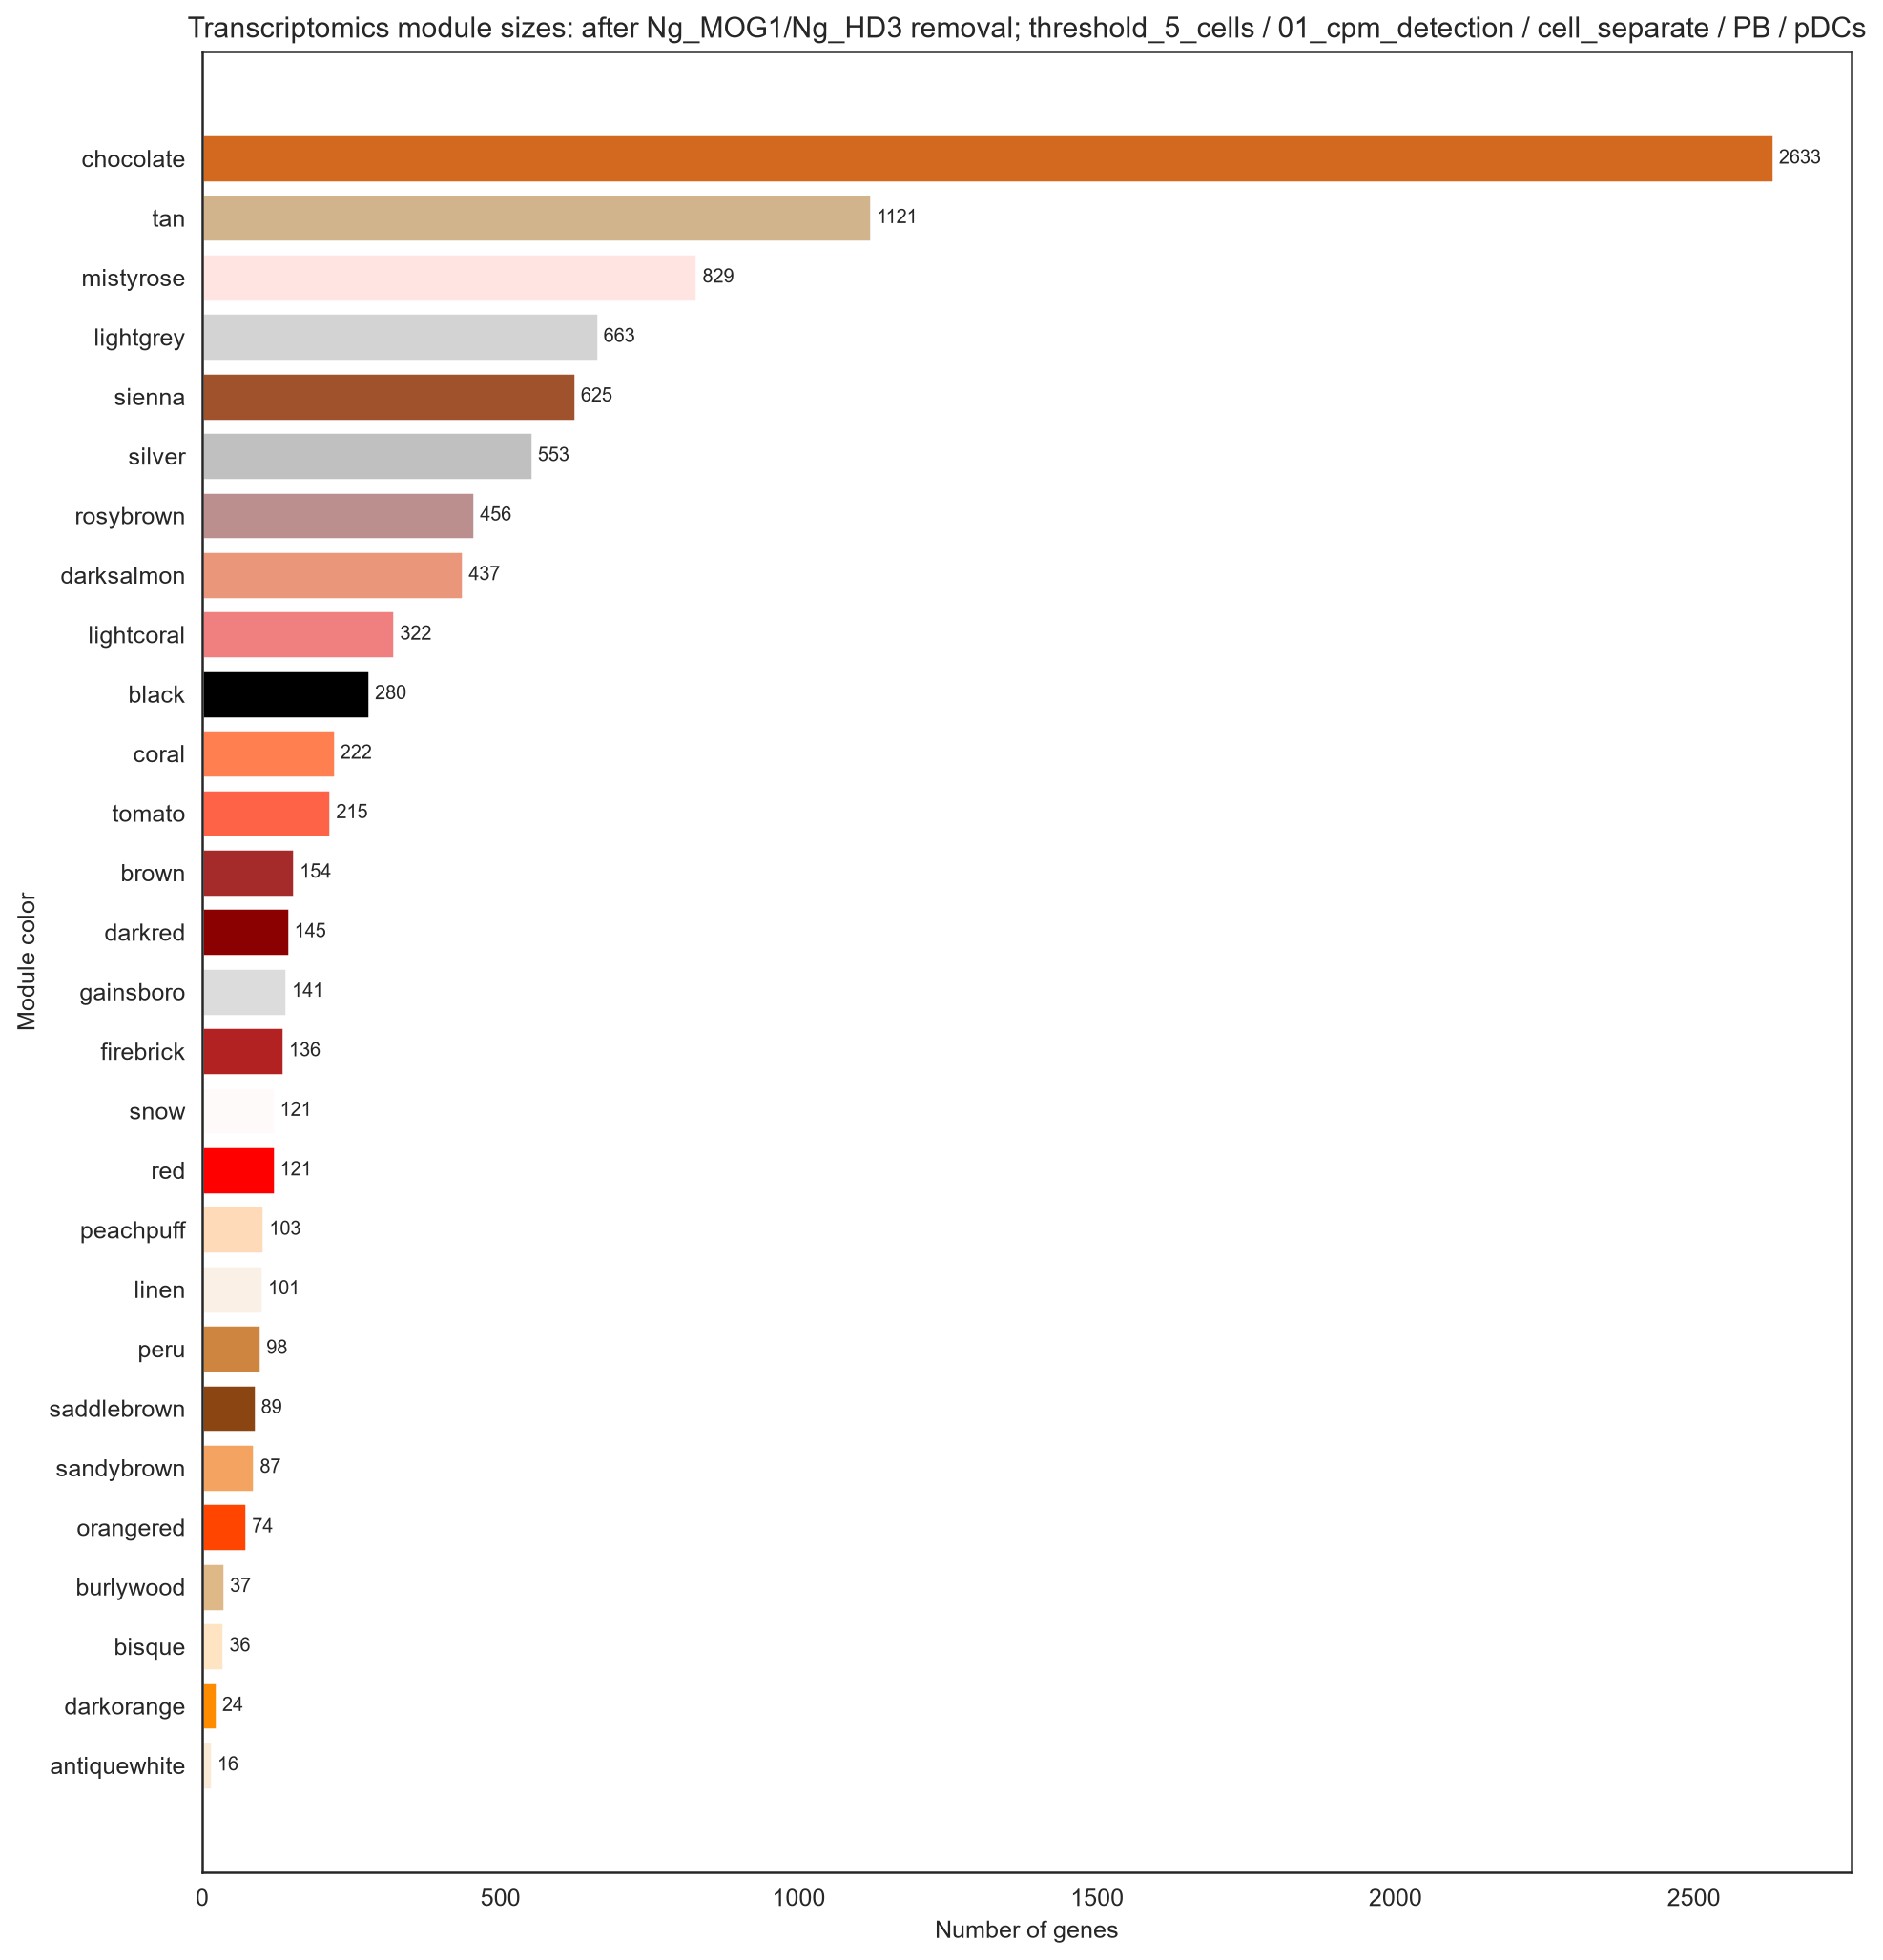 Transcriptomics module sizes: after Ng_MOG1/Ng_HD3 removal; threshold_5_cells / 01_cpm_detection / cell_separate / PB / pDCs
chocolate 2633
tan 1121
mistyrose 829
lightgrey 663
sienna 625
silver 553
rosybrown 456
darksalmon 437
lightcoral 322
black 280
coral 222
tomato 215
brown 154
darkred 145
gainsboro 141
firebrick 136
snow 121
red 121
peachpuff 103
linen 101
peru 98
saddlebrown 89
sandybrown 87
orangered 74
burlywood 37
bisque 36
darkorange 24
antiquewhite 16
Module color
0 500 1000 1500 2000 2500
Number of genes